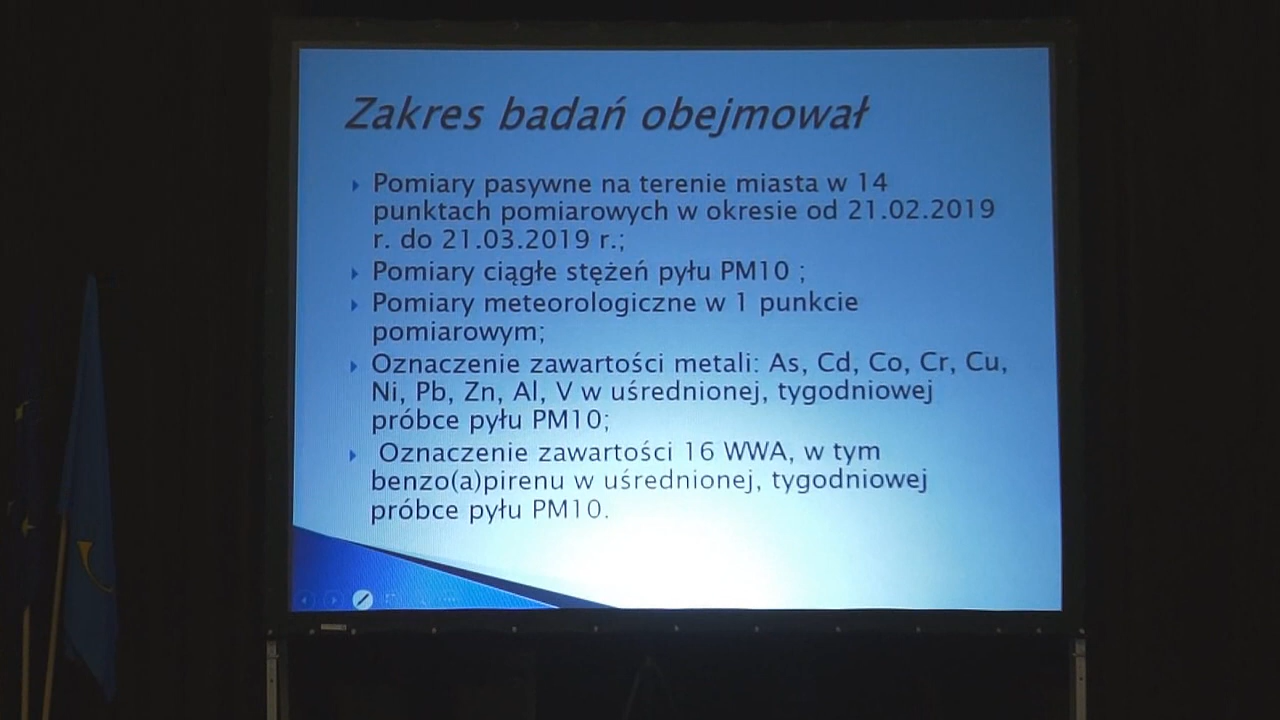 Zakres badań obejmował
Pomiary pasywne na terenie miasta w 14
punktach pomiarowych w okresie od 21.02.2019
r. do 21.03.2019 r.;
Pomiary ciągłe stężeń pyłu PM10 ;
Pomiary meteorologiczne w 1 punkcie
pomiarowym;
Oznaczenie zawartości metali: As, Cd, Co, Cr, Cu,
Ni, Pb, Zn, Al, V w uśrednionej, tygodniowej
próbce pyłu PM10;
Oznaczenie zawartości 16 WWA, w tym
benzo(a)pirenu w uśrednionej, tygodniowej
próbce pyłu PM10.